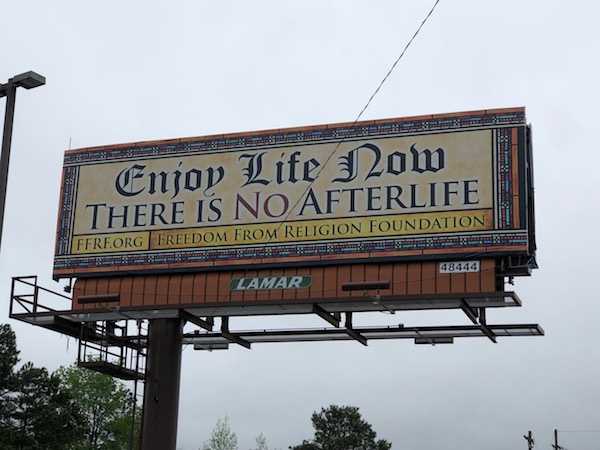 Enjoy Life Now
THERE IS NO AFTERLIFE
FFRF.ORG FREEDOM FROM RELIGION FOUNDATION
48444
LAMAR